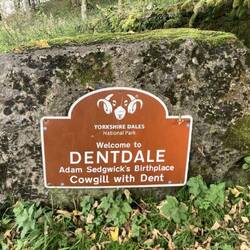 YORKSHIRE DALES
National Park
Welcome to
DENTDALE
Adam Sedgwick's Birthplace
Cowgill with Dent